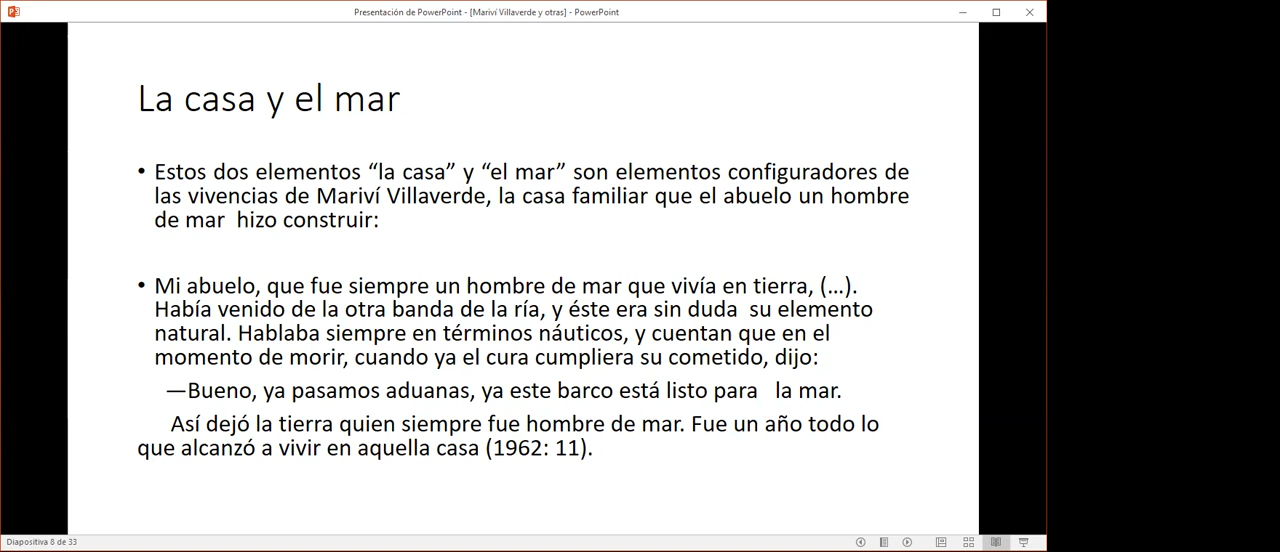 Presentación de PowerPoint - [Mariví Villaverde y otras] - PowerPoint
La casa y el mar
• Estos dos elementos “la casa” y “el mar” son elementos configuradores de
las vivencias de Mariví Villaverde, la casa familiar que el abuelo un hombre
de mar hizo construir:
• Mi abuelo, que fue siempre un hombre de mar que vivía en tierra, (…).
Había venido de la otra banda de la ría, y éste era sin duda su elemento
natural. Hablaba siempre en términos náuticos, y cuentan que en el
momento de morir, cuando ya el cura cumpliera su cometido, dijo:
—Bueno, ya pasamos aduanas, ya este barco está listo para la mar.
Así dejó la tierra quien siempre fue hombre de mar. Fue un año todo lo
que alcanzó a vivir en aquella casa (1962: 11).
Diapositiva 8 de 33